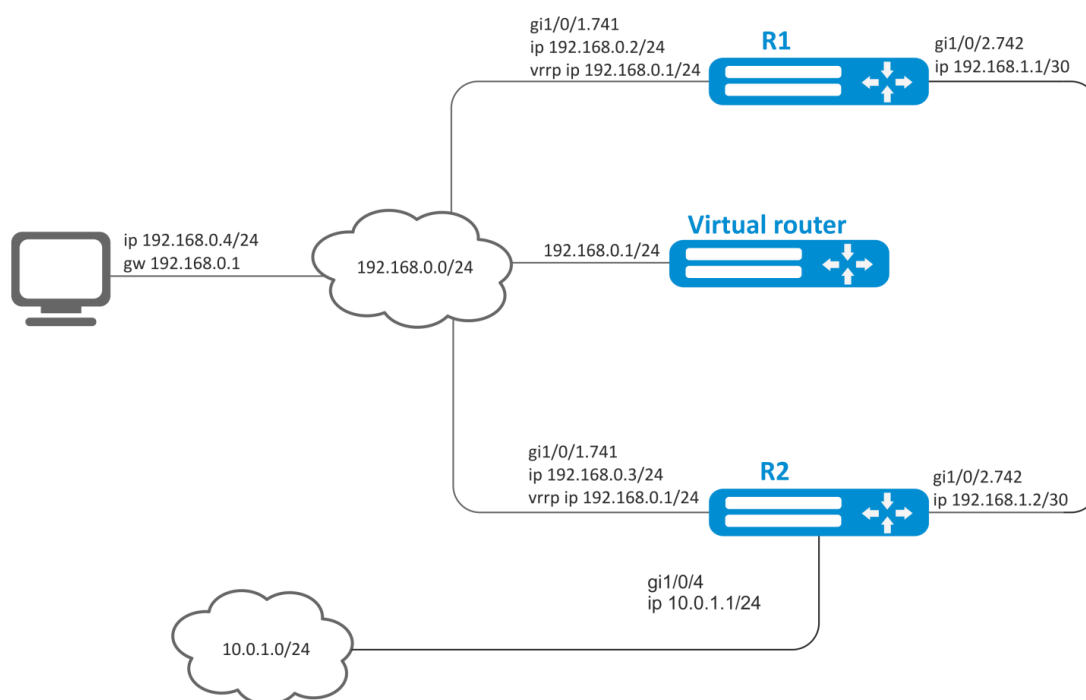 gi1/0/1.741
ip 192.168.0.2/24
vrrp ip 192.168.0.1/24
R1
gi1/0/2.742
ip 192.168.1.1/30
ip 192.168.0.4/24
gw 192.168.0.1
192.168.0.0/24
192.168.0.1/24
Virtual router
gi1/0/1.741
ip 192.168.0.3/24
vrrp ip 192.168.0.1/24
R2
gi1/0/2.742
ip 192.168.1.2/30
gi1/0/4
ip 10.0.1.1/24
10.0.1.0/24